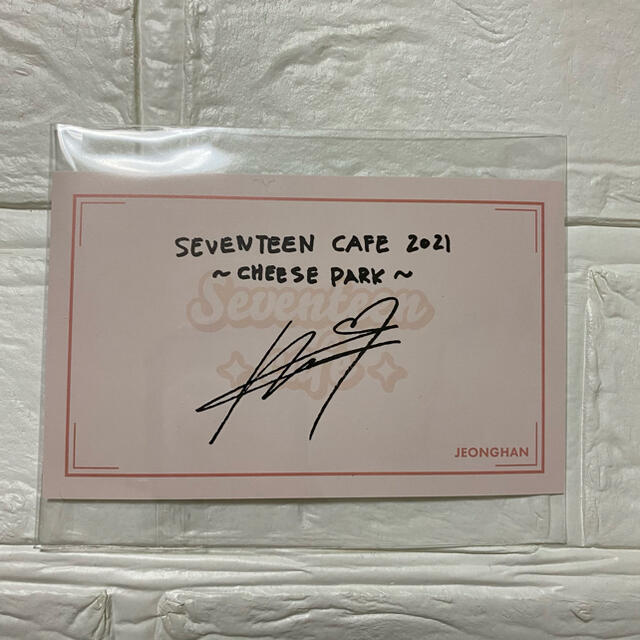 SEVENTEEN CAFE 2021
~ CHEESE PARK ~
Seventeen
JEONGHAN